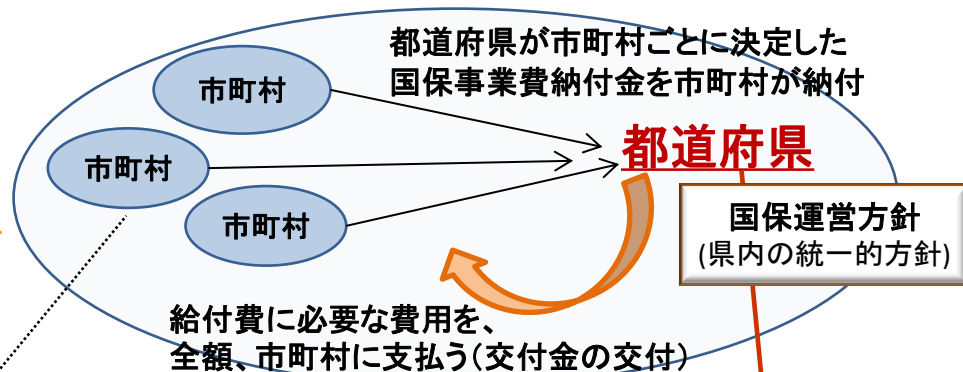 都道府県が市町村ごとに決定した
国保事業費納付金を市町村が納付
市町村
市町村
市町村
都道府県
国保運営方針
(県内の統一的方針)
給付費に必要な費用を、
全額、市町村に支払う(交付金の交付)